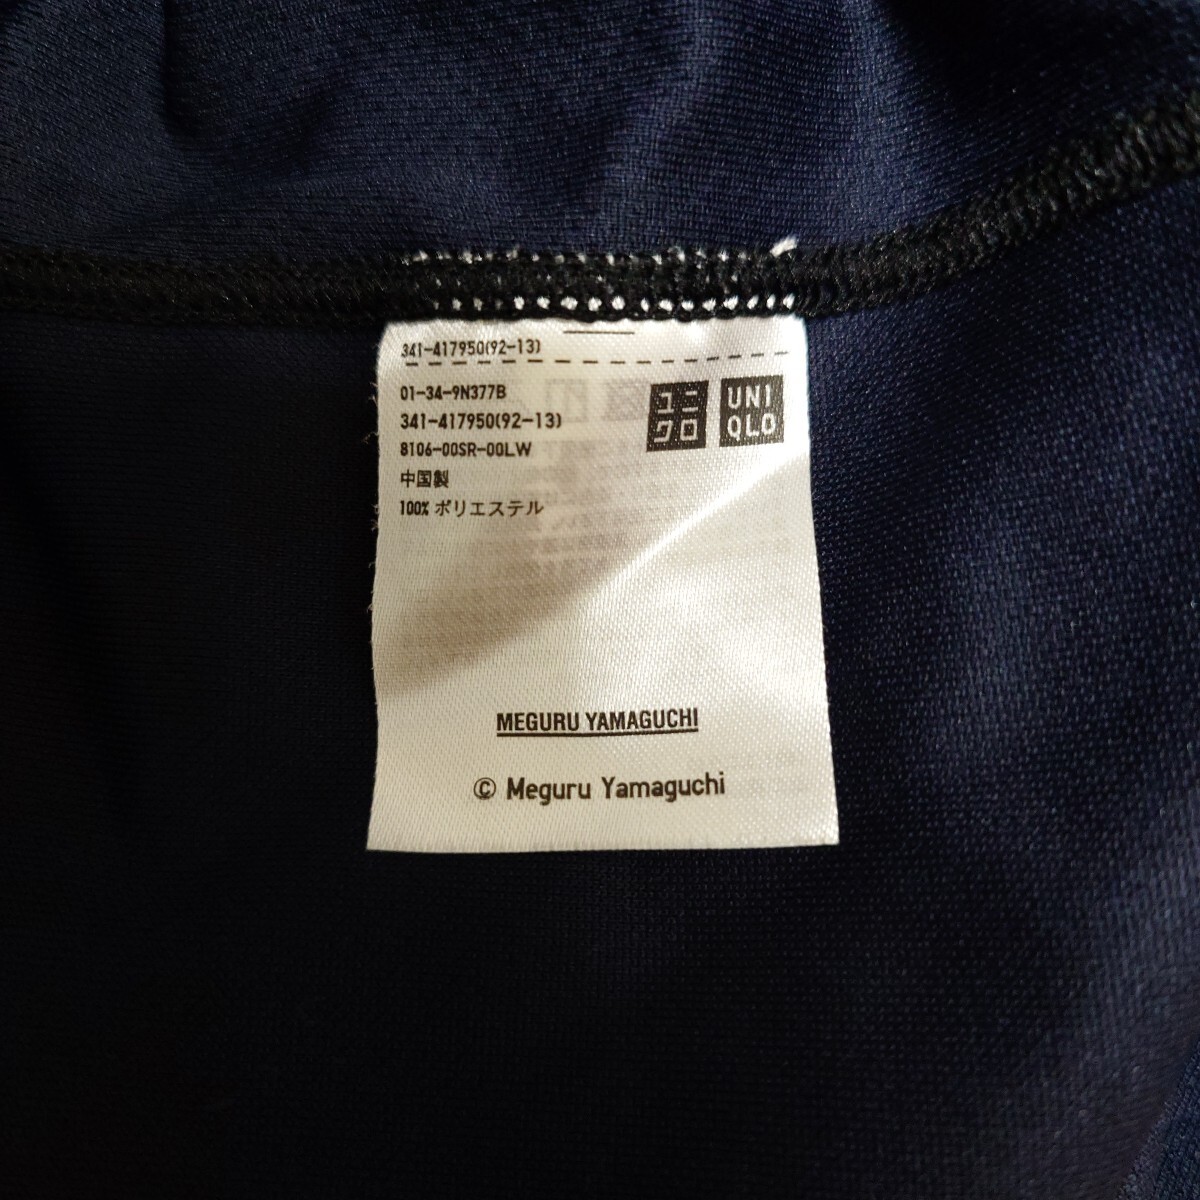 341-417950(92-13)
01-34-9N377B
341-417950(92-13)
8106-00SR-00LW
中国製
100% ポリエステル
ユニ
クロ
UNI
QLO
MEGURU YAMAGUCHI
© Meguru Yamaguchi